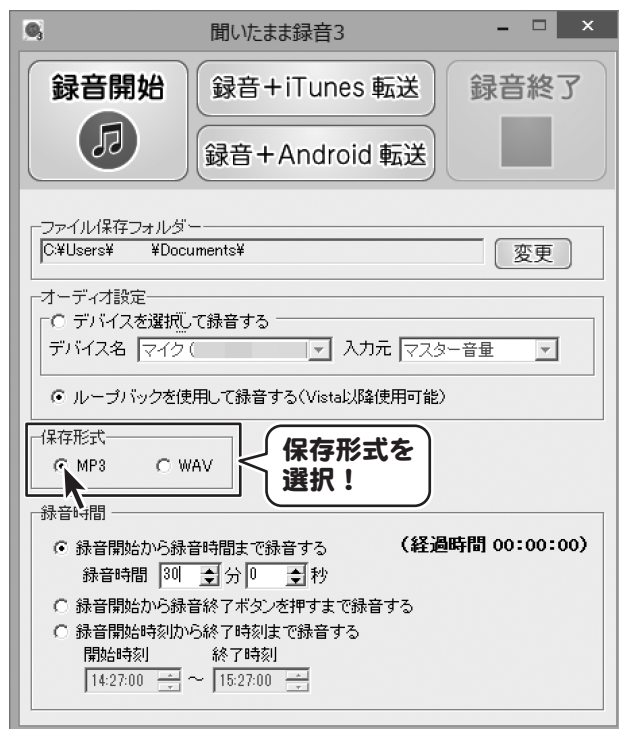 聞いたまま録音3
録音開始
録音+iTunes 転送
録音+Android 転送
録音終了
ファイル保存フォルダー
C:¥Users¥ ¥Documents¥
変更
オーディオ設定
デバイスを選択して録音する
デバイス名 マイク ( 入力元 マスター音量
ループバックを使用して録音する(Vista以降使用可能)
保存形式
MP3 WAV
保存形式を
選択!
録音時間
録音開始から録音時間まで録音する (経過時間 00:00:00)
録音時間 30 分 0 秒
録音開始から録音終了ボタンを押すまで録音する
録音開始時刻から終了時刻まで録音する
開始時刻 終了時刻
14:27:00 ～ 15:27:00